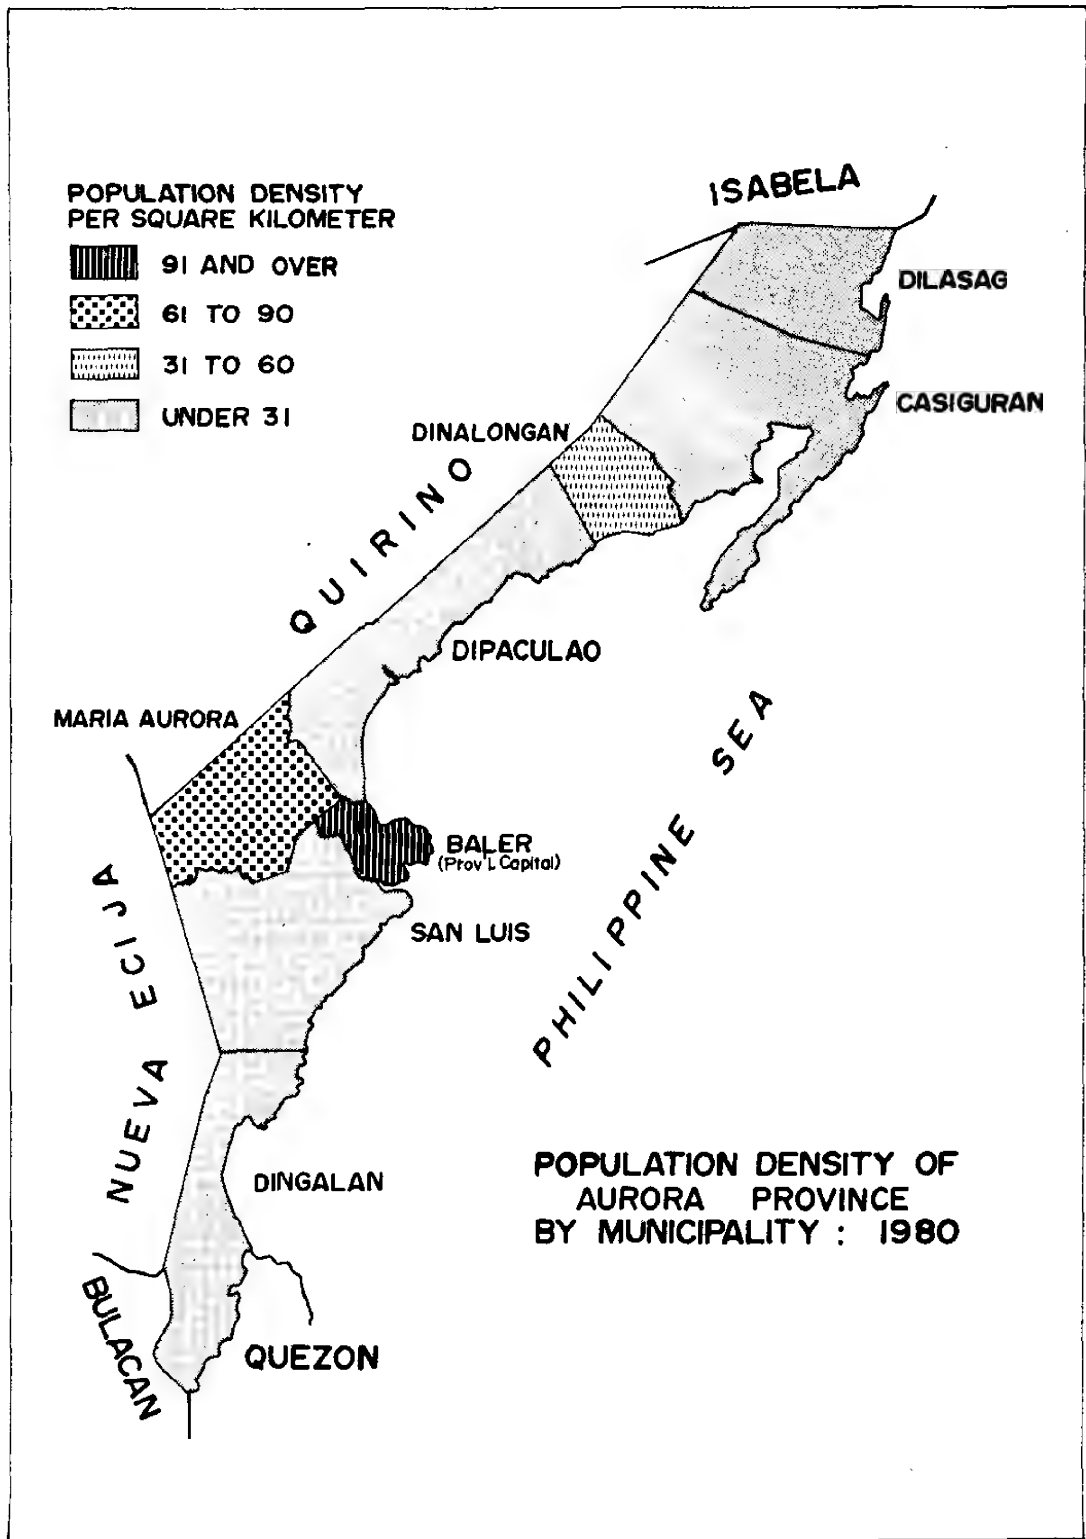 POPULATION DENSITY
PER SQUARE KILOMETER
91 AND OVER
61 TO 90
31 TO 60
UNDER 31
ISABELA
DILASAG
CASIGURAN
DINALONGAN
QUIRINO
DIPACULAO
MARIA AURORA
PHILIPPINE SEA
BALER
(Prov'l. Capital)
SAN LUIS
NUEVA ECIJA
DINGALAN
POPULATION DENSITY OF
AURORA PROVINCE
BY MUNICIPALITY : 1980
BULACAN
QUEZON